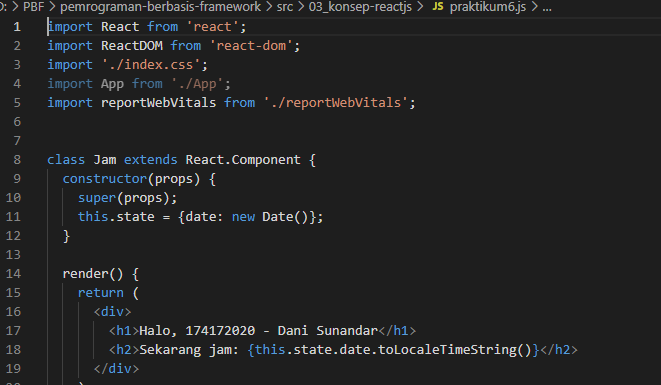 D: > PBF > pemrograman-berbasis-framework > src > 03_konsep-reactjs > JS praktikum6.js > ...
1 import React from 'react';
2 import ReactDOM from 'react-dom';
3 import './index.css';
4 import App from './App';
5 import reportWebVitals from './reportWebVitals';
6
7
8 class Jam extends React.Component {
9 constructor(props) {
10 super(props);
11 this.state = {date: new Date()};
12 }
13
14 render() {
15 return (
16 <div>
17 <h1>Halo, 174172020 - Dani Sunandar</h1>
18 <h2>Sekarang jam: {this.state.date.toLocaleTimeString()}</h2>
19 </div>